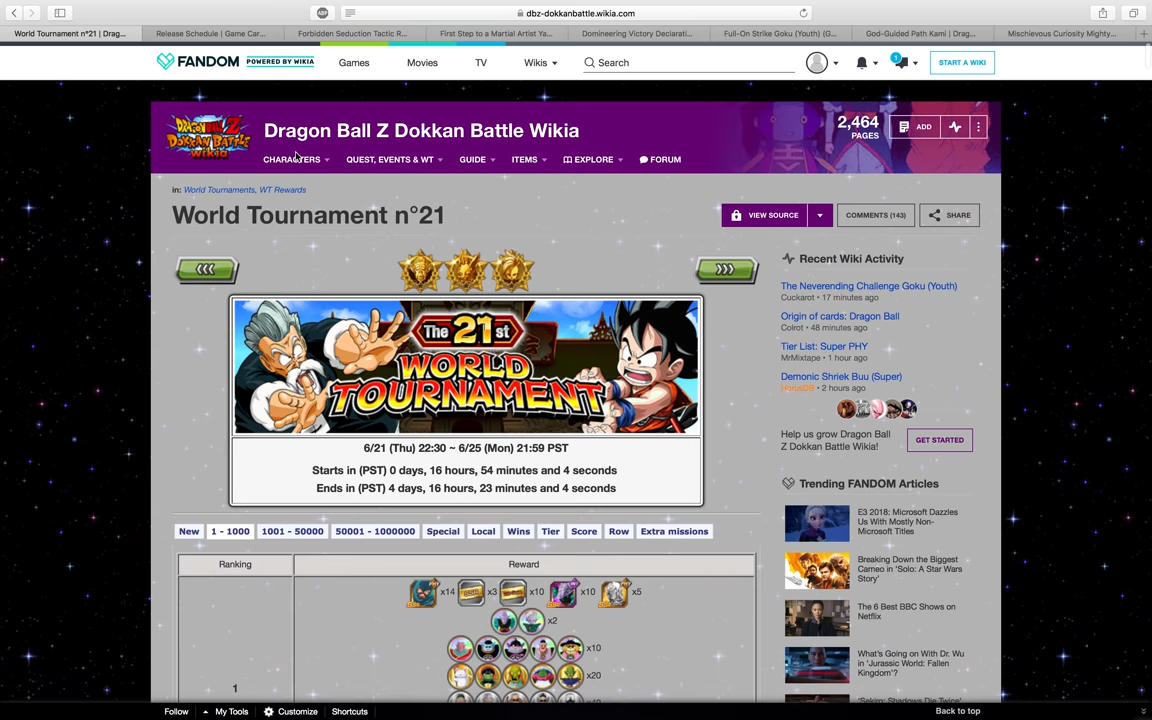 dbz-dokkanbattle.wikia.com
World Tournament n°21 | Drag...
Release Schedule | Game Car...
Forbidden Seduction Tactic R...
First Step to a Martial Artist Ya...
Domineering Victory Declarati...
Full-On Strike Goku (Youth) (G...
God-Guided Path Kami | Drag...
Mischievous Curiosity Mighty...
ABP
FANDOM
POWERED BY WIKIA
Games
Movies
TV
Wikis
Search
1
START A WIKI
DRAGONBALL Z
DOKKAN BATTLE
WIKIA
Dragon Ball Z Dokkan Battle Wikia
2,464
PAGES
ADD
CHARACTERS
QUEST, EVENTS & WT
GUIDE
ITEMS
EXPLORE
FORUM
in: World Tournaments, WT Rewards
World Tournament n°21
VIEW SOURCE
COMMENTS (143)
SHARE
The 21st
WORLD
TOURNAMENT
6/21 (Thu) 22:30 ~ 6/25 (Mon) 21:59 PST
Starts in (PST) 0 days, 16 hours, 54 minutes and 4 seconds
Ends in (PST) 4 days, 16 hours, 23 minutes and 4 seconds
New
1 - 1000
1001 - 50000
50001 - 1000000
Special
Local
Wins
Tier
Score
Row
Extra missions
Ranking
Reward
x14
x3
x10
x10
x5
x2
x10
x20
1
Recent Wiki Activity
The Neverending Challenge Goku (Youth)
Cuckarot • 17 minutes ago
Origin of cards: Dragon Ball
Colrot • 48 minutes ago
Tier List: Super PHY
MrMixtape • 1 hour ago
Demonic Shriek Buu (Super)
• 2 hours ago
Help us grow Dragon Ball
Z Dokkan Battle Wikia!
GET STARTED
Trending FANDOM Articles
E3 2018: Microsoft Dazzles
Us With Mostly Non-
Microsoft Titles
Breaking Down the Biggest
Cameo in 'Solo: A Star Wars
Story'
The 6 Best BBC Shows on
Netflix
What's Going on With Dr. Wu
in 'Jurassic World: Fallen
Kingdom'?
'Sekiro: Shadows Die Twice'
Follow
My Tools
Customize
Shortcuts
Back to top